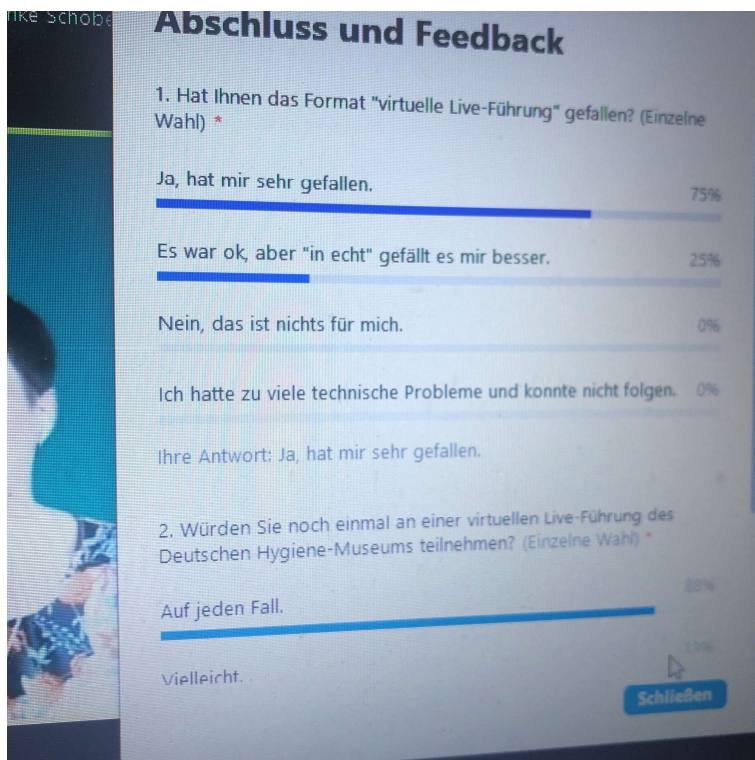 nke Schobe
Abschluss und Feedback
1. Hat Ihnen das Format "virtuelle Live-Führung" gefallen? (Einzelne
Wahl) *
Ja, hat mir sehr gefallen.
75%
Es war ok, aber "in echt" gefällt es mir besser.
25%
Nein, das ist nichts für mich.
0%
Ich hatte zu viele technische Probleme und konnte nicht folgen. 0%
Ihre Antwort: Ja, hat mir sehr gefallen.
2. Würden Sie noch einmal an einer virtuellen Live-Führung des
Deutschen Hygiene-Museums teilnehmen? (Einzelne Wahl) *
88%
Auf jeden Fall.
13%
Vielleicht.
Schließen